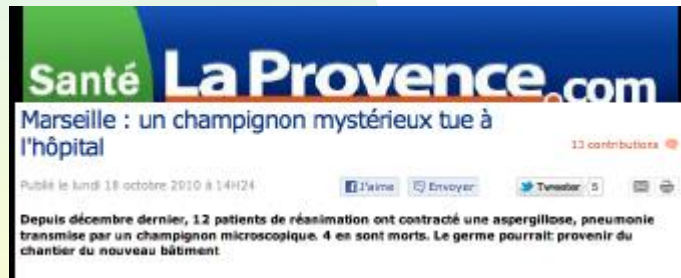 Santé La Provence.com
Marseille : un champignon mystérieux tue à
l'hôpital
13 contributions
Publié le lundi 18 octobre 2010 à 14H24
J'aime
Envoyer
Tweeter 5
Depuis décembre dernier, 12 patients de réanimation ont contracté une aspergillose, pneumonie
transmise par un champignon microscopique. 4 en sont morts. Le germe pourrait provenir du
chantier du nouveau bâtiment